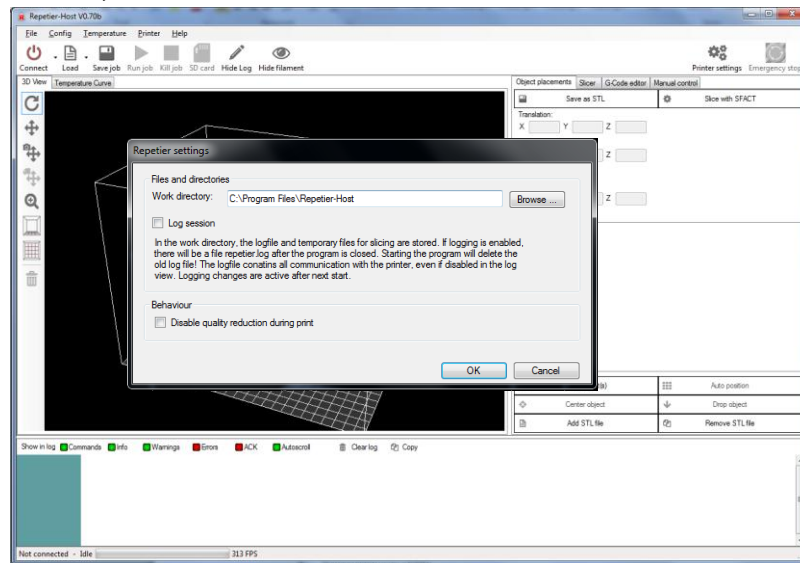 Repetier-Host V0.70b
File Config Temperature Printer Help
Connect Load Save job Run job Kill job SD card Hide Log Hide filament Printer settings Emergency stop
3D View Temperature Curve
Object placements Slicer G-Code editor Manual control
Save as STL Slice with SFACT
Translation:
X Y Z
Z
Z
Repetier settings
Files and directories
Work directory: C:\Program Files\Repetier-Host Browse ...
Log session
In the work directory, the logfile and temporary files for slicing are stored. If logging is enabled,
there will be a file repetier.log after the program is closed. Starting the program will delete the
old log file! The logfile conatins all communication with the printer, even if disabled in the log
view. Logging changes are active after next start.
Behaviour
Disable quality reduction during print
OK Cancel
Auto position
Center object Drop object
Add STL file Remove STL file
Show in log Commands Info Warnings Errors ACK Autoscroll Clear log Copy
Not connected - Idle 313 FPS